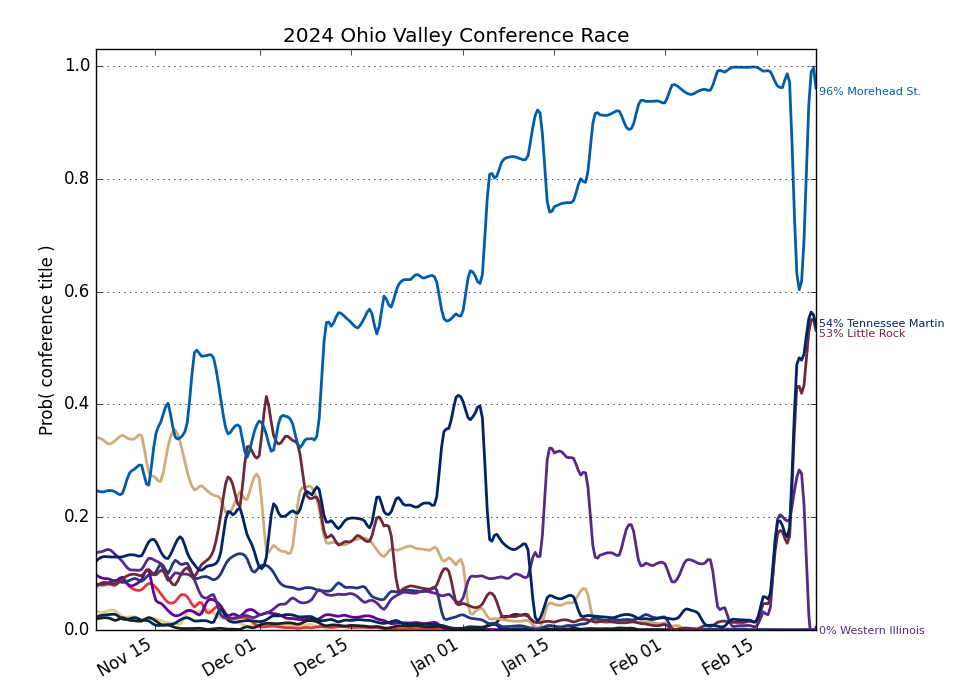 2024 Ohio Valley Conference Race
Prob( conference title )
1.0
0.8
0.6
0.4
0.2
0.0
Nov 15
Dec 01
Dec 15
Jan 01
Jan 15
Feb 01
Feb 15
96% Morehead St.
54% Tennessee Martin
53% Little Rock
0% Western Illinois